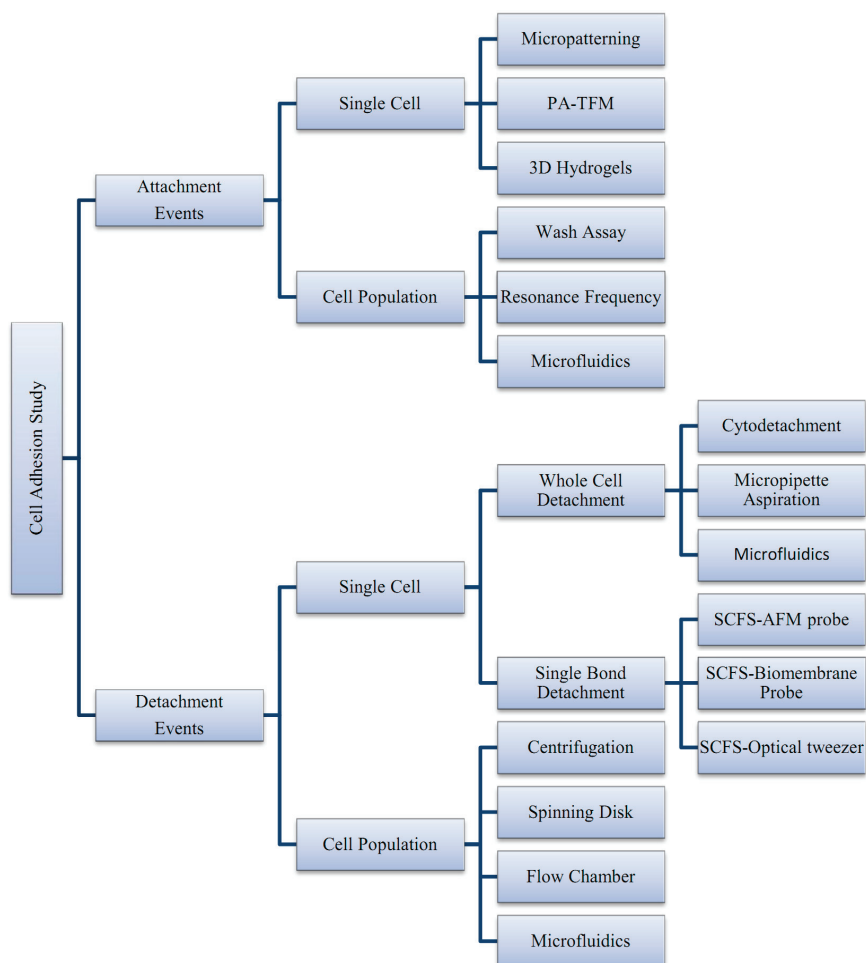 Cell Adhesion Study
Attachment
Events
Single Cell
Micropatterning
PA-TFM
3D Hydrogels
Cell Population
Wash Assay
Resonance Frequency
Microfluidics
Detachment
Events
Single Cell
Whole Cell
Detachment
Cytodetachment
Micropipette
Aspiration
Microfluidics
Single Bond
Detachment
SCFS-AFM probe
SCFS-Biomembrane
Probe
SCFS-Optical tweezer
Cell Population
Centrifugation
Spinning Disk
Flow Chamber
Microfluidics